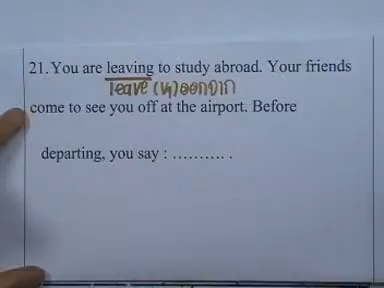 21. You are leaving to study abroad. Your friends
leave (v) ออกจาก
come to see you off at the airport. Before
departing, you say : ………. .